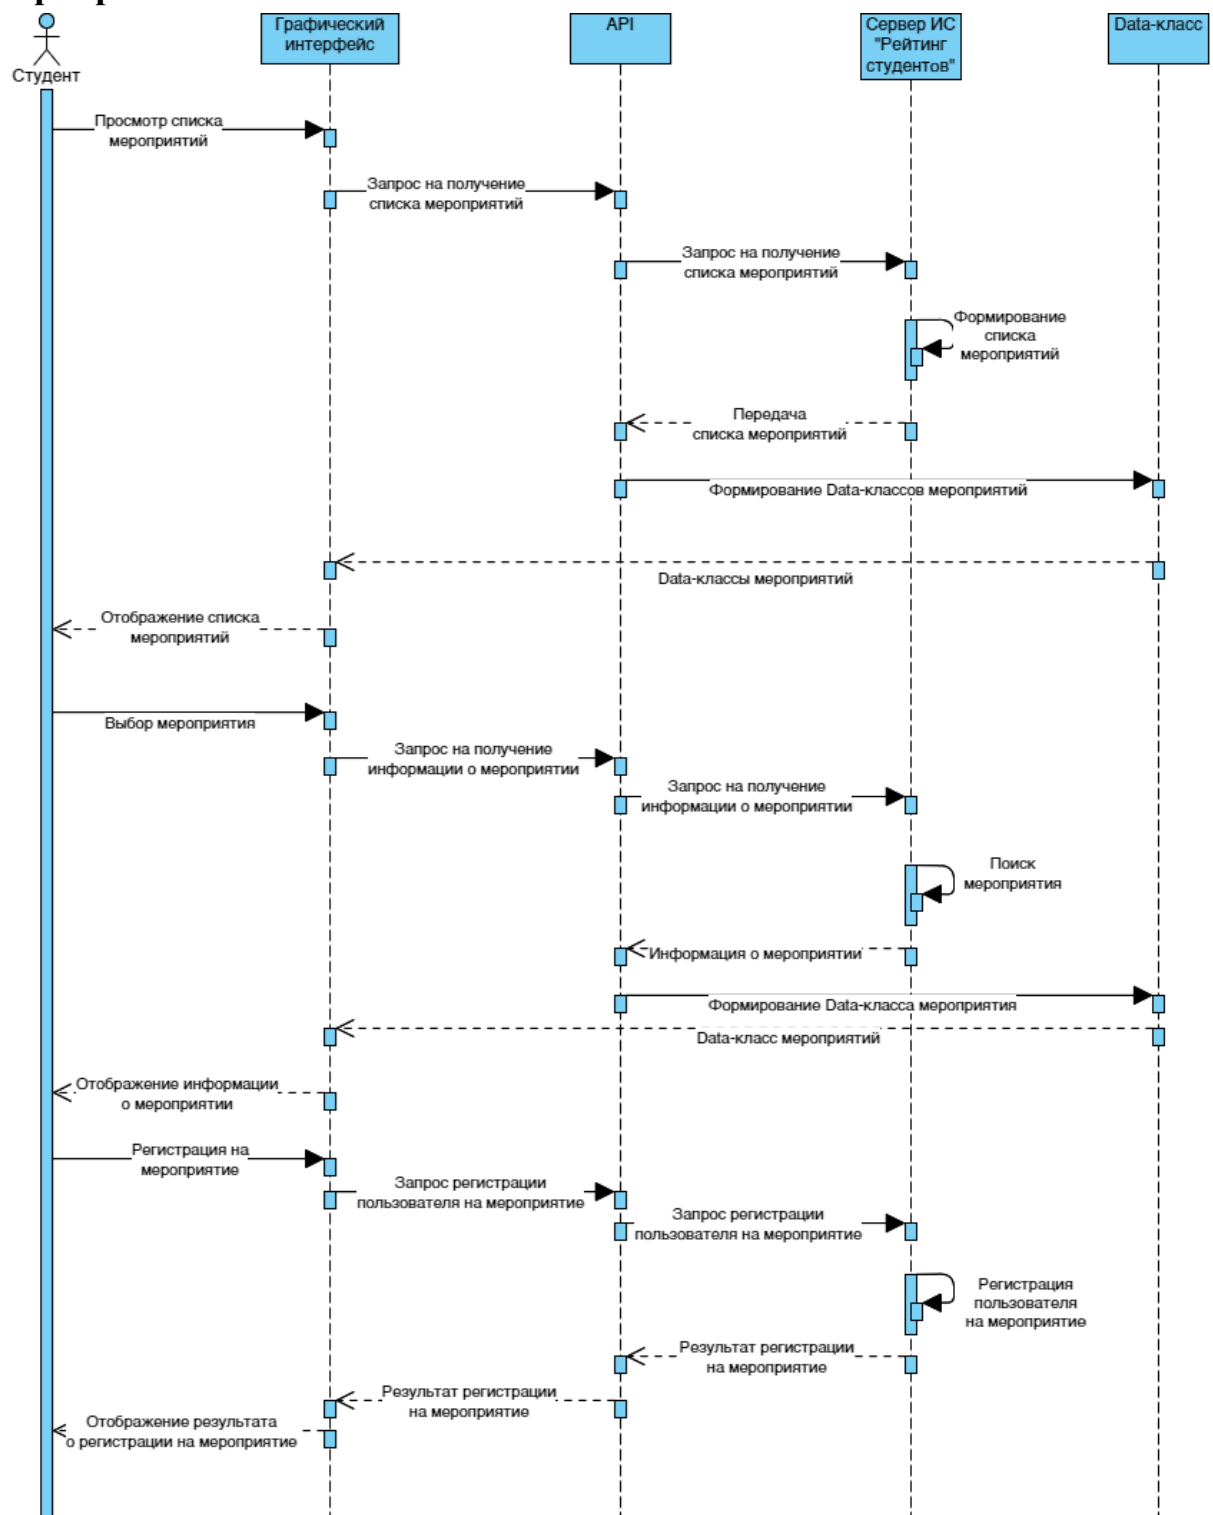 Студент
Графический
интерфейс
API
Сервер ИС
"Рейтинг
студентов"
Data-класс
Просмотр списка
мероприятий
Запрос на получение
списка мероприятий
Запрос на получение
списка мероприятий
Формирование
списка
мероприятий
Передача
списка мероприятий
Формирование Data-классов мероприятий
Data-классы мероприятий
Отображение списка
мероприятий
Выбор мероприятия
Запрос на получение
информации о мероприятии
Запрос на получение
информации о мероприятии
Поиск
мероприятия
Информация о мероприятии
Формирование Data-класса мероприятия
Data-класс мероприятий
Отображение информации
о мероприятии
Регистрация на
мероприятие
Запрос регистрации
пользователя на мероприятие
Запрос регистрации
пользователя на мероприятие
Регистрация
пользователя
на мероприятие
Результат регистрации
на мероприятие
Результат регистрации
на мероприятие
Отображение результата
о регистрации на мероприятие